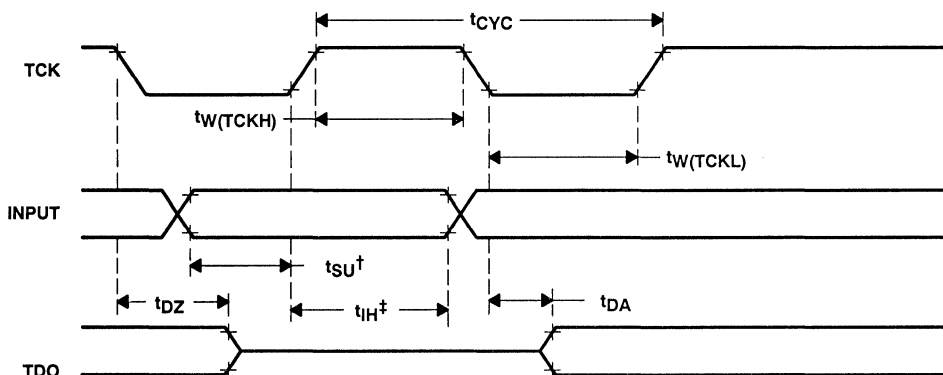 tCYC
TCK
tW(TCKH)
tW(TCKL)
INPUT
tSU†
tDZ
tIH‡
tDA
TDO